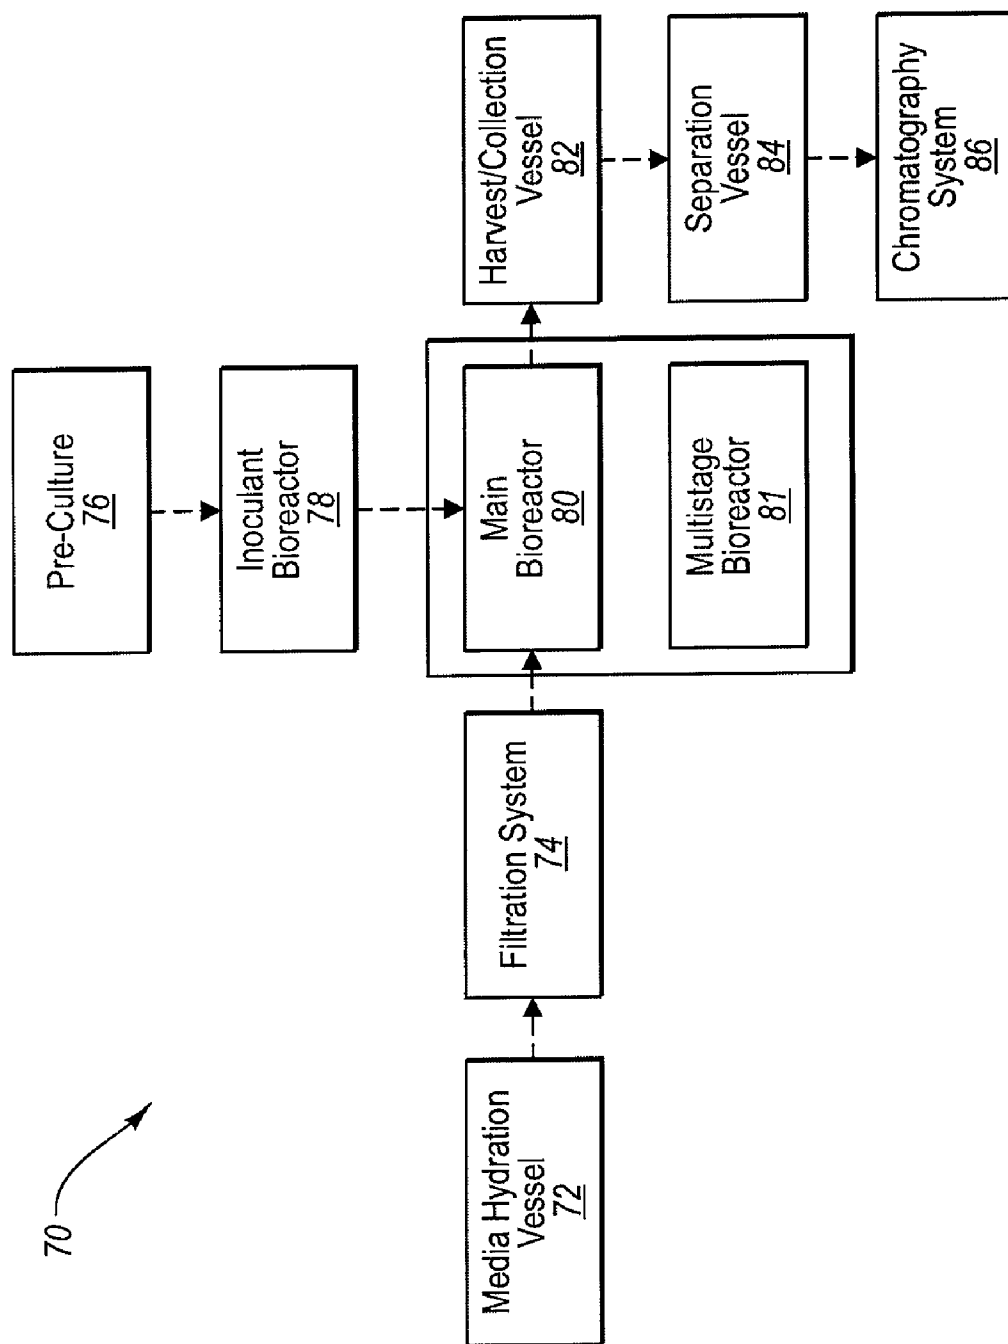 70
Pre-Culture
76
Inoculant
Bioreactor
78
Media Hydration
Vessel
72
Filtration System
74
Main
Bioreactor
80
Multistage
Bioreactor
81
Harvest/Collection
Vessel
82
Separation
Vessel
84
Chromatography
System
86